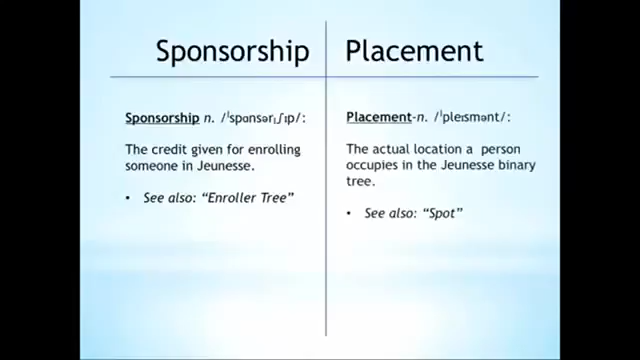 Sponsorship
Sponsorship n. /ˈspɑnsərˌʃɪp/:
The credit given for enrolling
someone in Jeunesse.
• See also: “Enroller Tree”
Placement
Placement-n. /ˈpleɪsmənt/:
The actual location a person
occupies in the Jeunesse binary
tree.
• See also: “Spot”